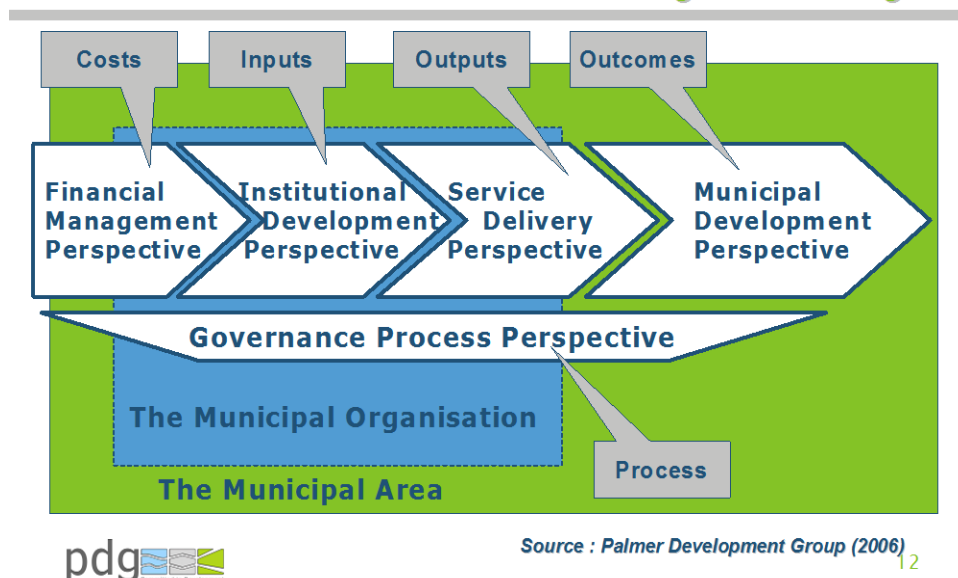 Costs
Inputs
Outputs
Outcomes
Financial
Management
Perspective
Institutional
Development
Perspective
Service
Delivery
Perspective
Municipal
Development
Perspective
Governance Process Perspective
The Municipal Organisation
Process
The Municipal Area
Source : Palmer Development Group (2006)
12
pdg